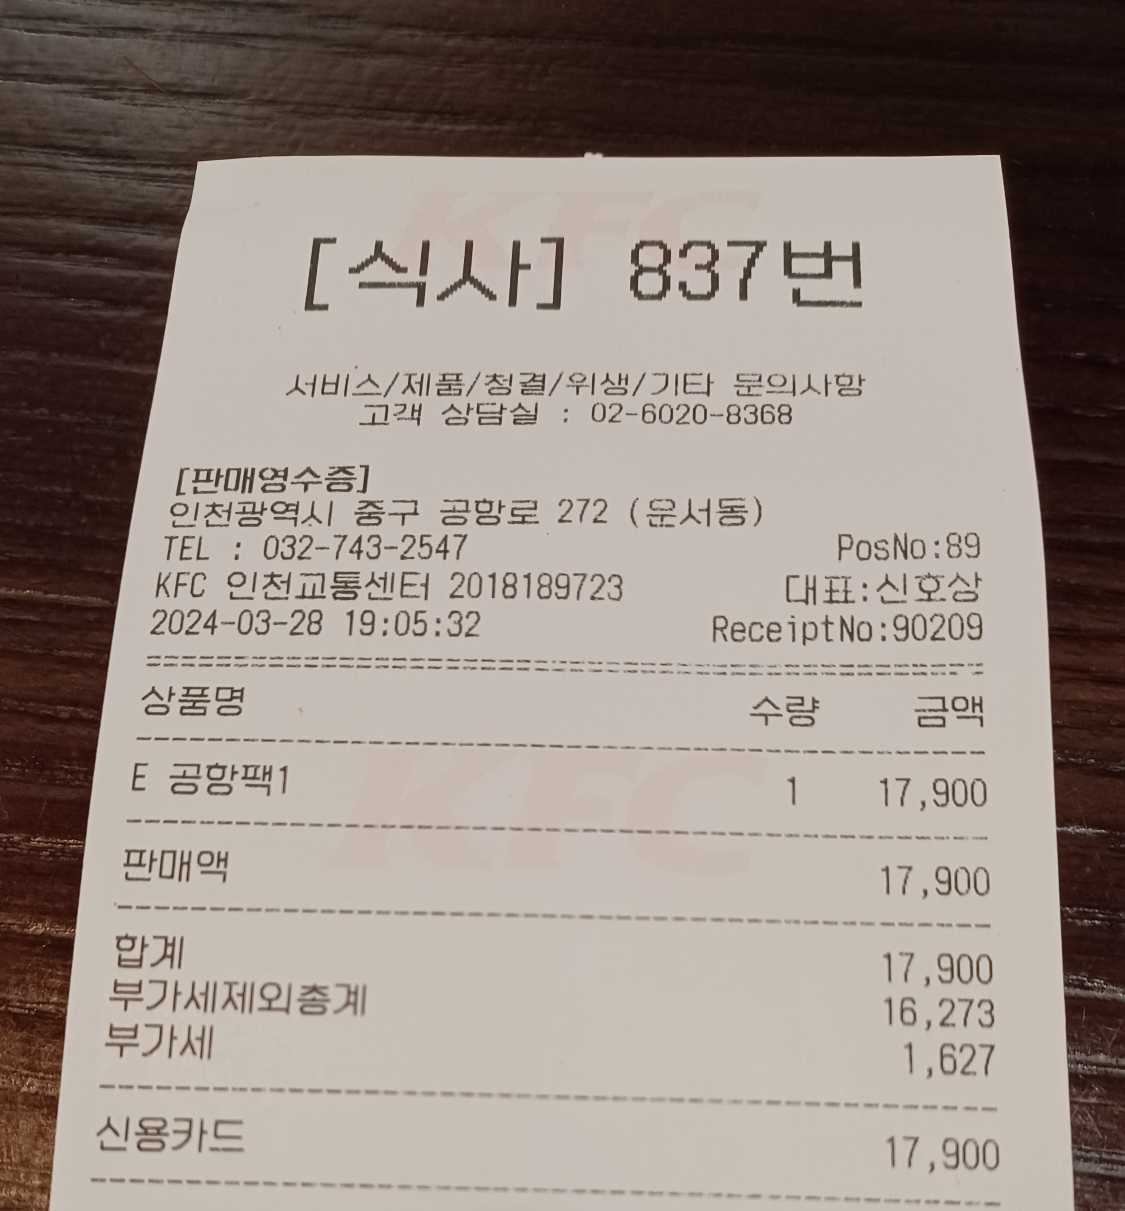 KFC
[식사] 837번
서비스/제품/청결/위생/기타 문의사항
고객 상담실 : 02-6020-8368
[판매영수증]
인천광역시 중구 공항로 272 (운서동)
TEL : 032-743-2547 PosNo:89
KFC 인천교통센터 2018189723 대표:신호상
2024-03-28 19:05:32 ReceiptNo:90209
상품명 수량 금액
E 공항팩1 1 17,900
KFC
판매액 17,900
합계 17,900
부가세제외총계 16,273
부가세 1,627
신용카드 17,900